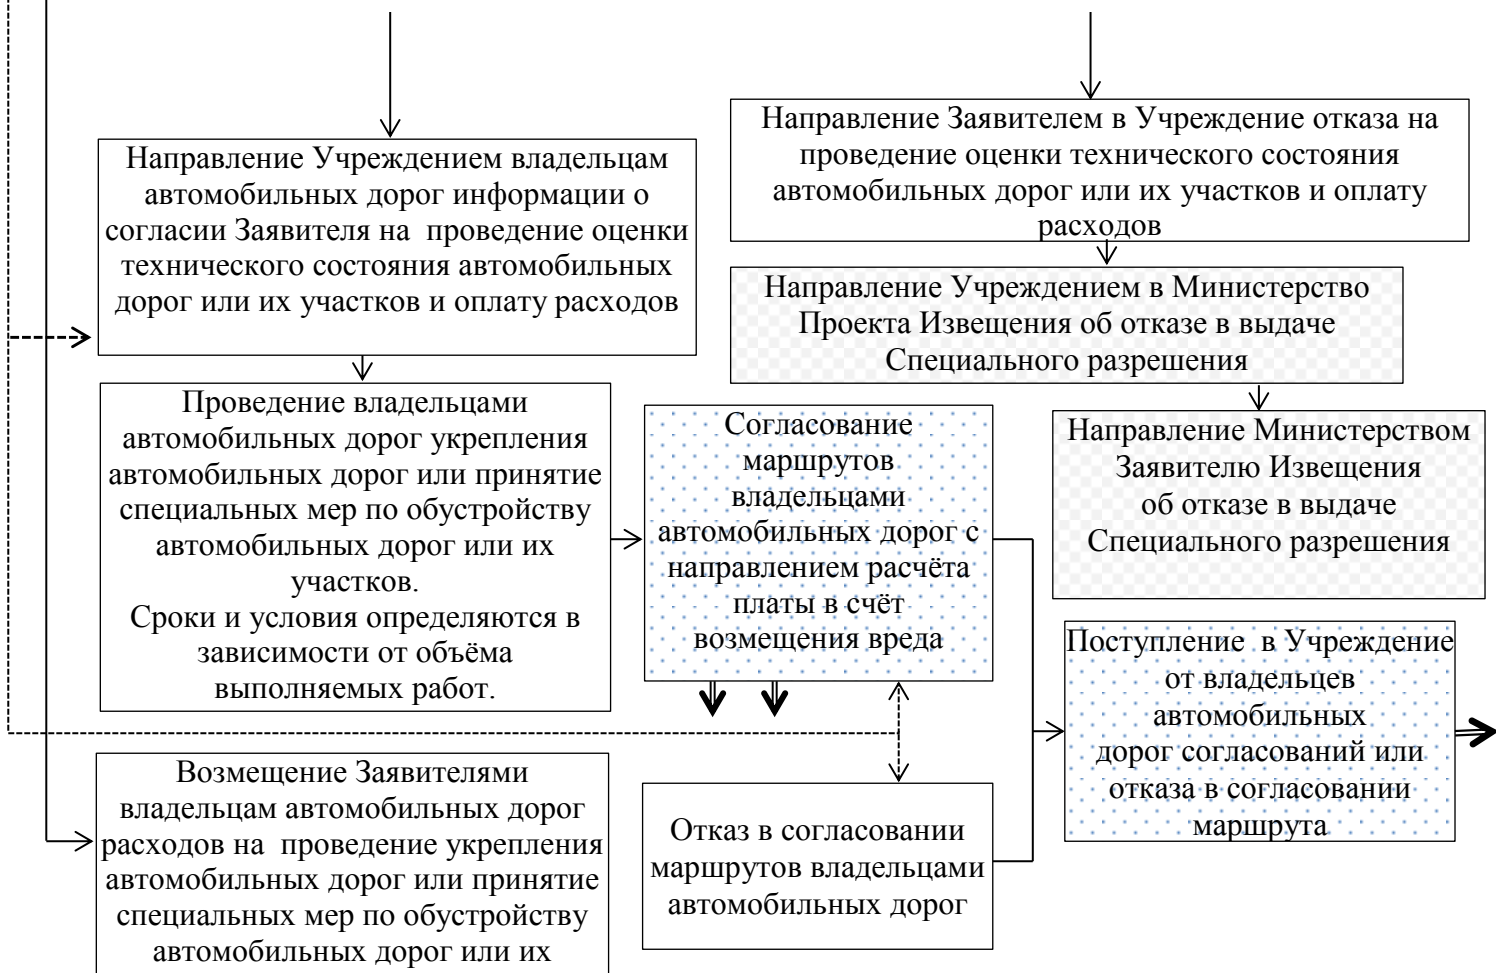 Направление Учреждением владельцам
автомобильных дорог информации о
согласии Заявителя на проведение оценки
технического состояния автомобильных
дорог или их участков и оплату расходов
Направление Заявителем в Учреждение отказа на
проведение оценки технического состояния
автомобильных дорог или их участков и оплату
расходов
Направление Учреждением в Министерство
Проекта Извещения об отказе в выдаче
Специального разрешения
Проведение владельцами
автомобильных дорог укрепления
автомобильных дорог или принятие
специальных мер по обустройству
автомобильных дорог или их
участков.
Сроки и условия определяются в
зависимости от объёма
выполняемых работ.
Согласование
маршрутов
владельцами
автомобильных дорог с
направлением расчёта
платы в счёт
возмещения вреда
Направление Министерством
Заявителю Извещения
об отказе в выдаче
Специального разрешения
Поступление в Учреждение
от владельцев
автомобильных
дорог согласований или
отказа в согласовании
маршрута
Возмещение Заявителями
владельцам автомобильных дорог
расходов на проведение укрепления
автомобильных дорог или принятие
специальных мер по обустройству
автомобильных дорог или их
Отказ в согласовании
маршрутов владельцами
автомобильных дорог